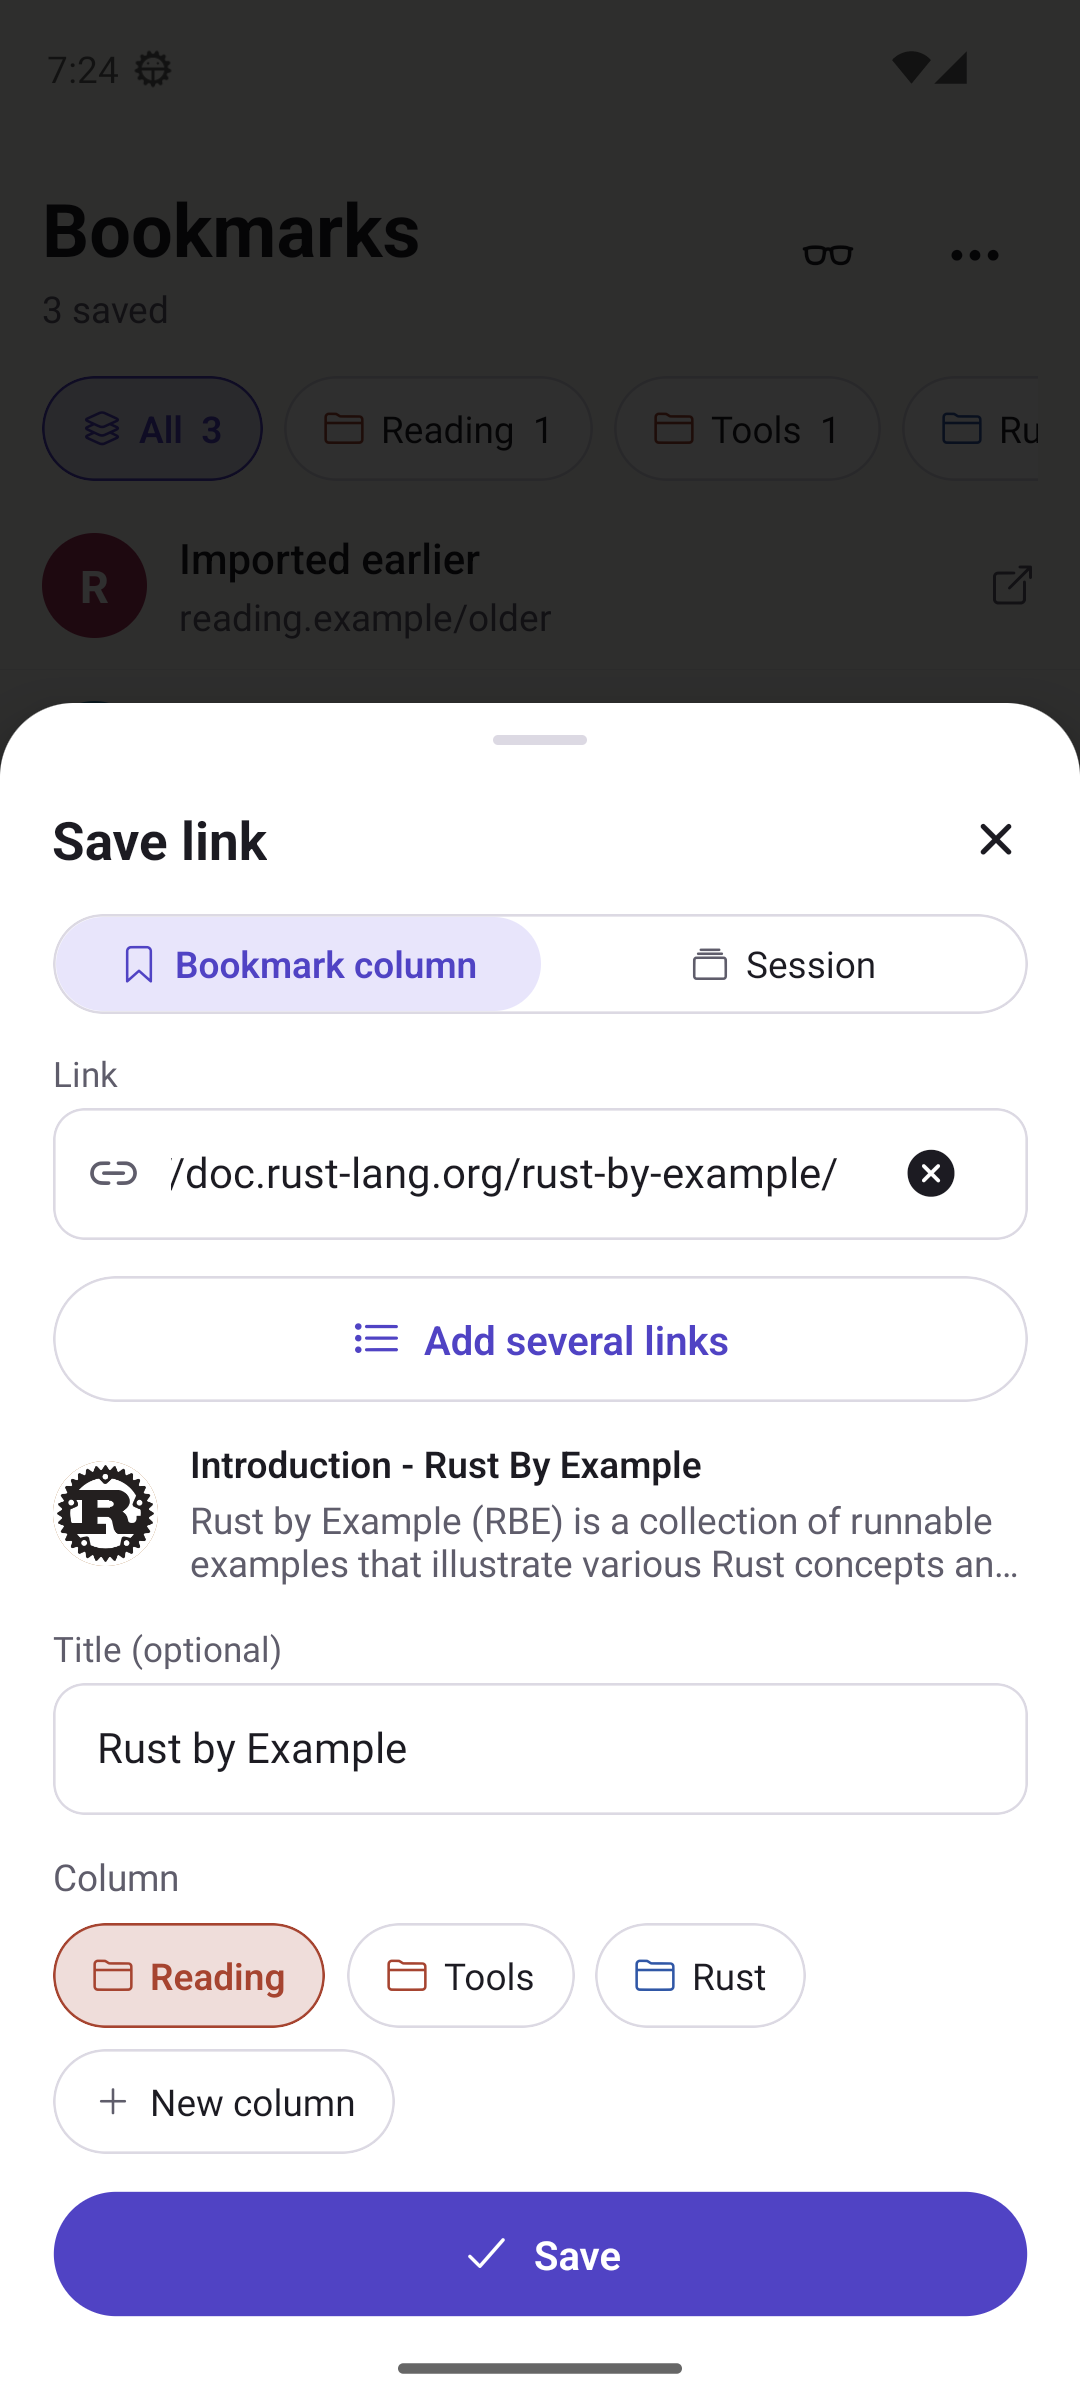 7:24
Bookmarks
3 saved
All 3
Reading 1
Tools 1
Ru
R
Imported earlier
reading.example/older
Save link
Bookmark column
Session
Link
/doc.rust-lang.org/rust-by-example/
Add several links
R
Introduction - Rust By Example
Rust by Example (RBE) is a collection of runnable
examples that illustrate various Rust concepts an…
Title (optional)
Rust by Example
Column
Reading
Tools
Rust
New column
Save